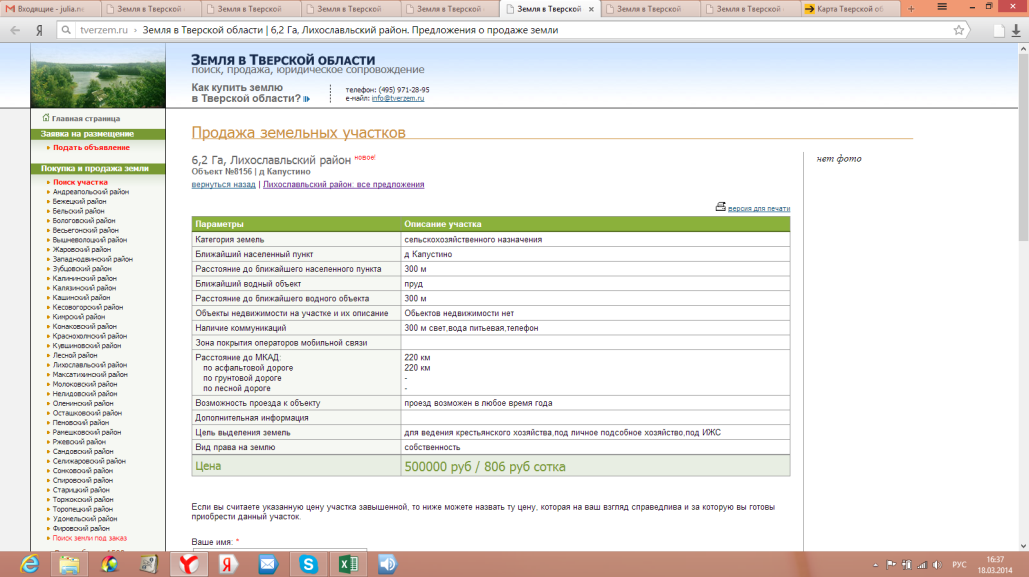 Входящие - julia.n
Земля в Тверской
Земля в Тверской
Земля в Тверской
Земля в Тверской
Земля в Тверской
Земля в Тверской
Земля в Тверской
Карта Тверской об
tverzem.ru › Земля в Тверской области | 6,2 Га, Лихославльский район. Предложения о продаже земли
Земля в Тверской области
поиск, продажа, юридическое сопровождение
Как купить землю
в Тверской области?
телефон: (495) 971-28-95
e-майл: info@tverzem.ru
Главная страница
Заявка на размещение
Подать объявление
Покупка и продажа земли
Поиск участка
Андреапольский район
Бежецкий район
Бельский район
Бологовский район
Весьегонский район
Вышневолоцкий район
Жарковский район
Западнодвинский район
Зубцовский район
Калининский район
Калязинский район
Кашинский район
Кесовогорский район
Кимрский район
Конаковский район
Краснохолмский район
Кувшиновский район
Лесной район
Лихославльский район
Максатихинский район
Молоковский район
Нелидовский район
Оленинский район
Осташковский район
Пеновский район
Рамешковский район
Ржевский район
Сандовский район
Селижаровский район
Сонковский район
Спировский район
Старицкий район
Торжокский район
Торопецкий район
Удомельский район
Фировский район
Поиск земли под заказ
Продажа земельных участков
6,2 Га, Лихославльский район новое!
Объект №8156 | д Капустино
вернуться назад | Лихославльский район: все предложения
нет фото
версия для печати
Параметры Описание участка
Категория земель сельскохозяйственного назначения
Ближайший населенный пункт д Капустино
Расстояние до ближайшего населенного пункта 300 м
Ближайший водный объект пруд
Расстояние до ближайшего водного объекта 300 м
Объекты недвижимости на участке и их описание Обьектов недвижимости нет
Наличие коммуникаций 300 м свет,вода питьевая,телефон
Зона покрытия операторов мобильной связи
Расстояние до МКАД: 220 км
по асфальтовой дороге 220 км
по грунтовой дороге -
по лесной дороге -
Возможность проезда к объекту проезд возможен в любое время года
Дополнительная информация
Цель выделения земель для ведения крестьянского хозяйства,под личное подсобное хозяйство,под ИЖС
Вид права на землю собственность
Цена 500000 руб / 806 руб сотка
Если вы считаете указанную цену участка завышенной, то ниже можете назвать ту цену, которая на ваш взгляд справедлива и за которую вы готовы
приобрести данный участок.
Ваше имя: *
РУС
16:37
18.03.2014